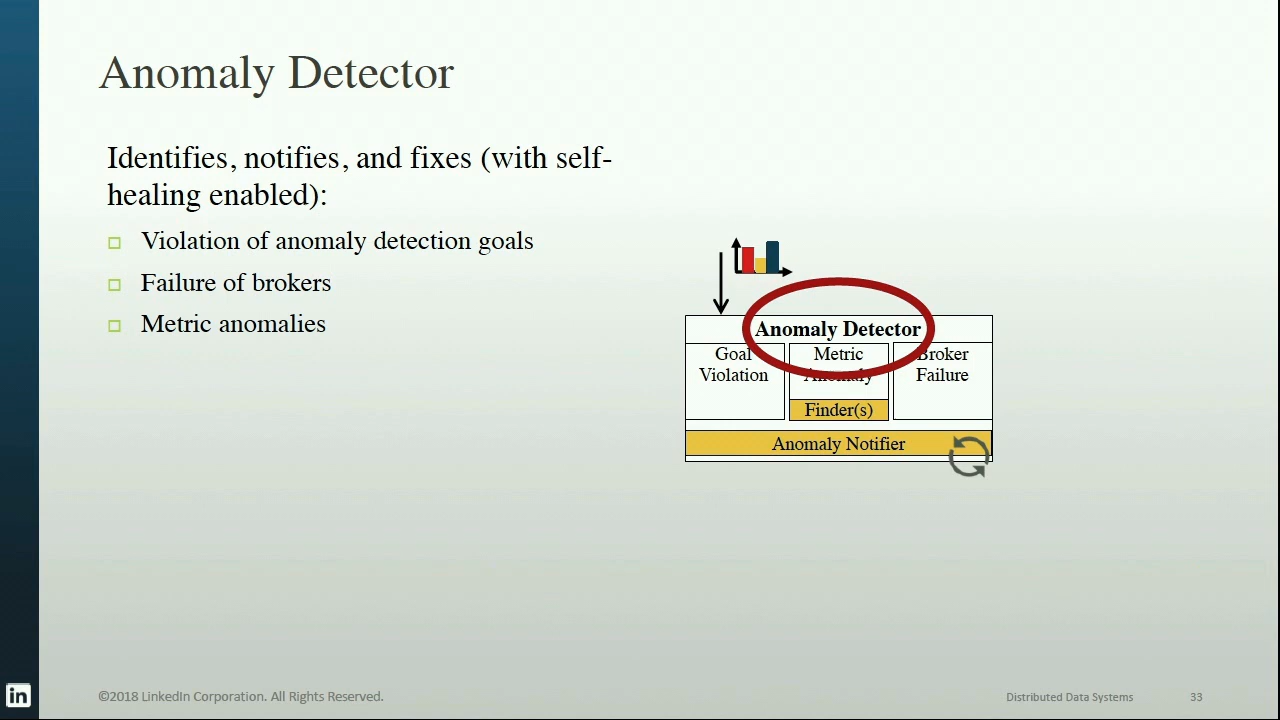 Anomaly Detector
Identifies, notifies, and fixes (with self-
healing enabled):
Violation of anomaly detection goals
Failure of brokers
Metric anomalies
Anomaly Detector
Goal
Violation
Metric
Anomaly
Finder(s)
Broker
Failure
Anomaly Notifier
in
©2018 LinkedIn Corporation. All Rights Reserved.
Distributed Data Systems
33